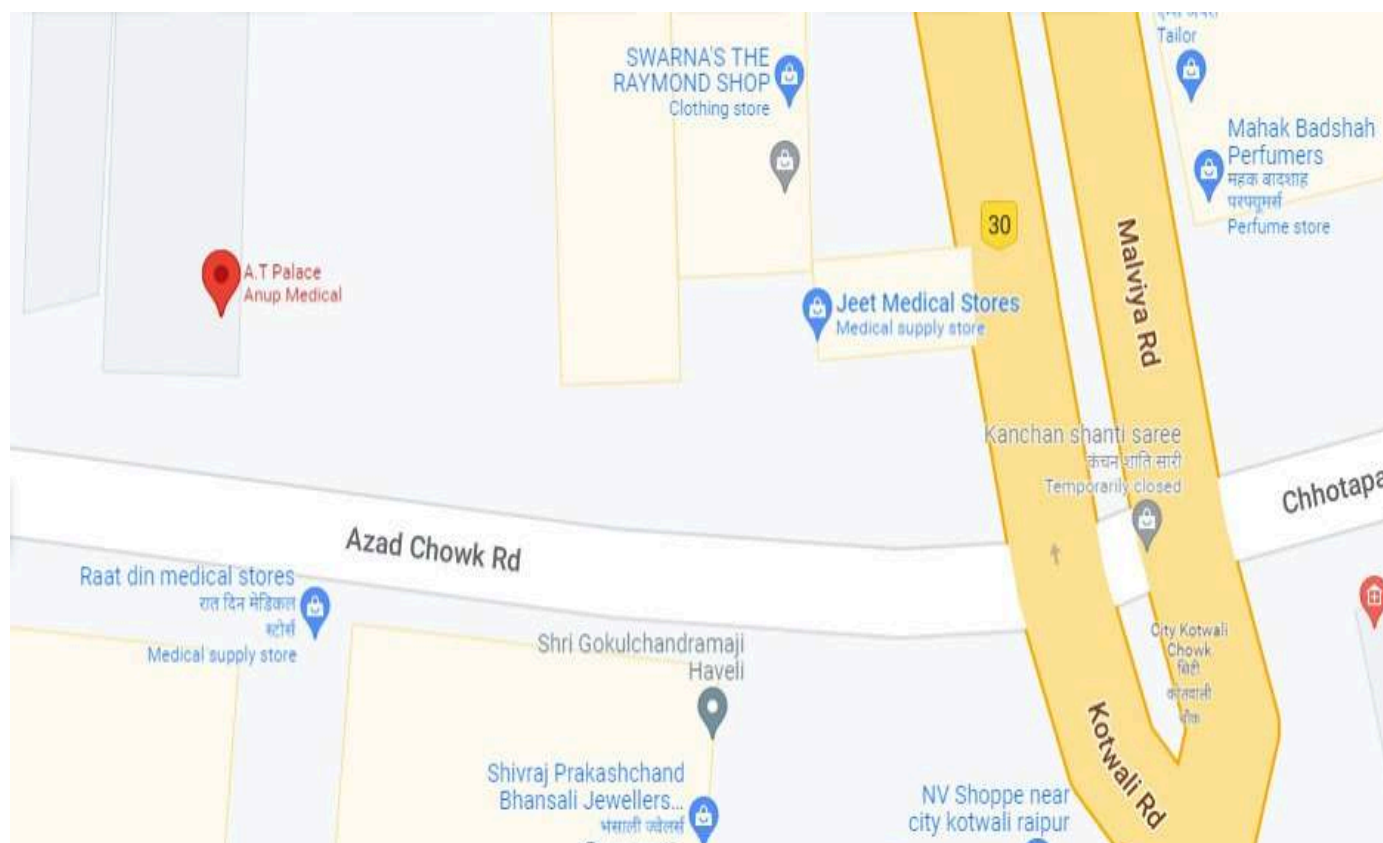 Tailor
SWARNA'S THE
RAYMOND SHOP
Clothing store
Mahak Badshah
Perfumers
महक बादशाह
परफ्यूमर्स
Perfume store
30
Malviya Rd
A.T Palace
Anup Medical
Jeet Medical Stores
Medical supply store
Kanchan shanti saree
कंचन शांति सारी
Temporarily closed
Chhotapa
Azad Chowk Rd
Raat din medical stores
रात दिन मेडिकल
स्टोर्स
Medical supply store
Shri Gokulchandramaji
Haveli
City Kotwali
Chowk
सिटी
कोतवाली
चौक
Kotwali Rd
Shivraj Prakashchand
Bhansali Jewellers...
भंसाली ज्वेलर्स
NV Shoppe near
city kotwali raipur